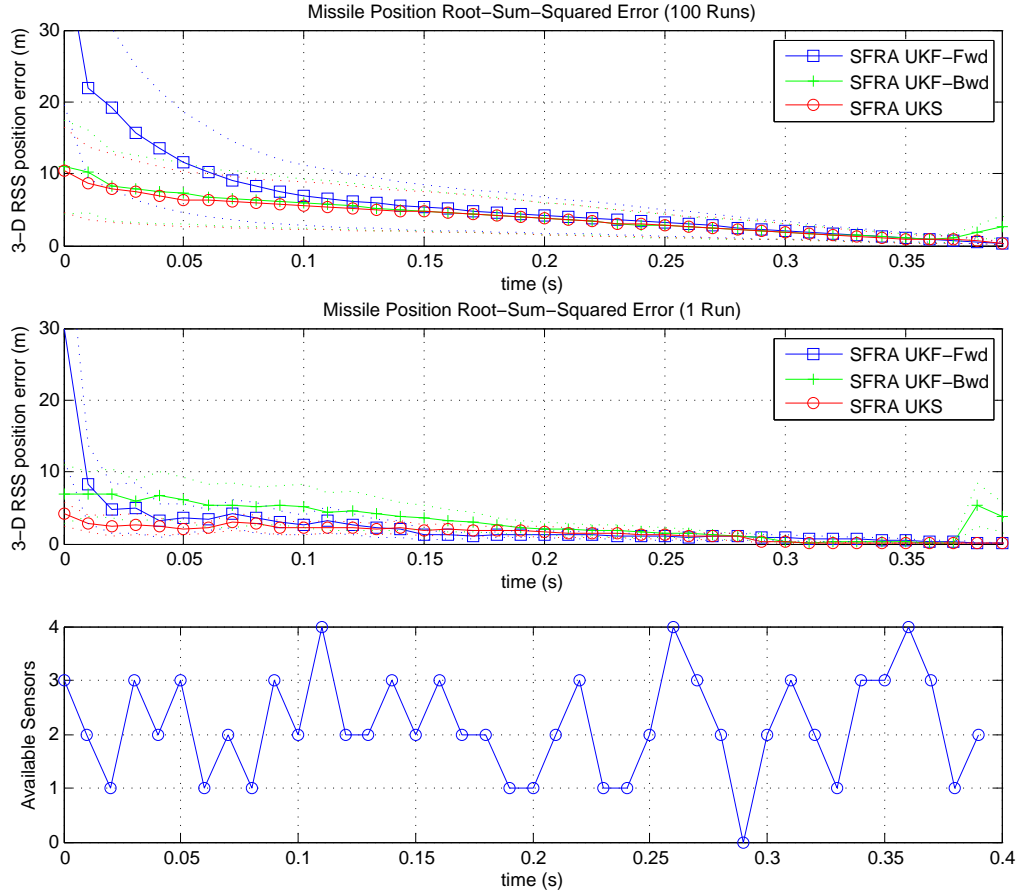 Missile Position Root−Sum−Squared Error (100 Runs)
3−D RSS position error (m)
30
20
10
0
SFRA UKF−Fwd
SFRA UKF−Bwd
SFRA UKS
0 0.05 0.1 0.15 0.2 0.25 0.3 0.35
time (s)
Missile Position Root−Sum−Squared Error (1 Run)
3−D RSS position error (m)
30
20
10
0
SFRA UKF−Fwd
SFRA UKF−Bwd
SFRA UKS
0 0.05 0.1 0.15 0.2 0.25 0.3 0.35
time (s)
Available Sensors
4
3
2
1
0
0 0.05 0.1 0.15 0.2 0.25 0.3 0.35 0.4
time (s)